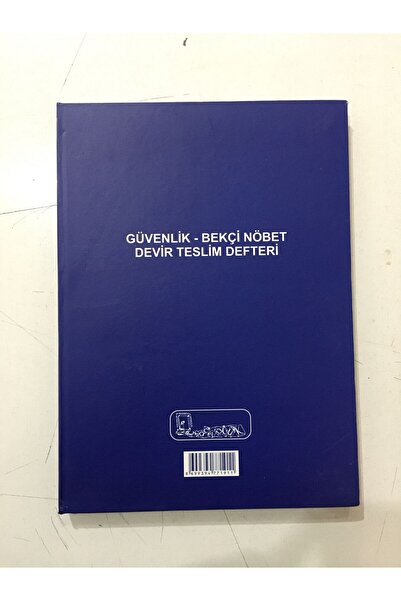 GÜVENLİK - BEKÇİ NÖBET
DEVİR TESLİM DEFTERİ